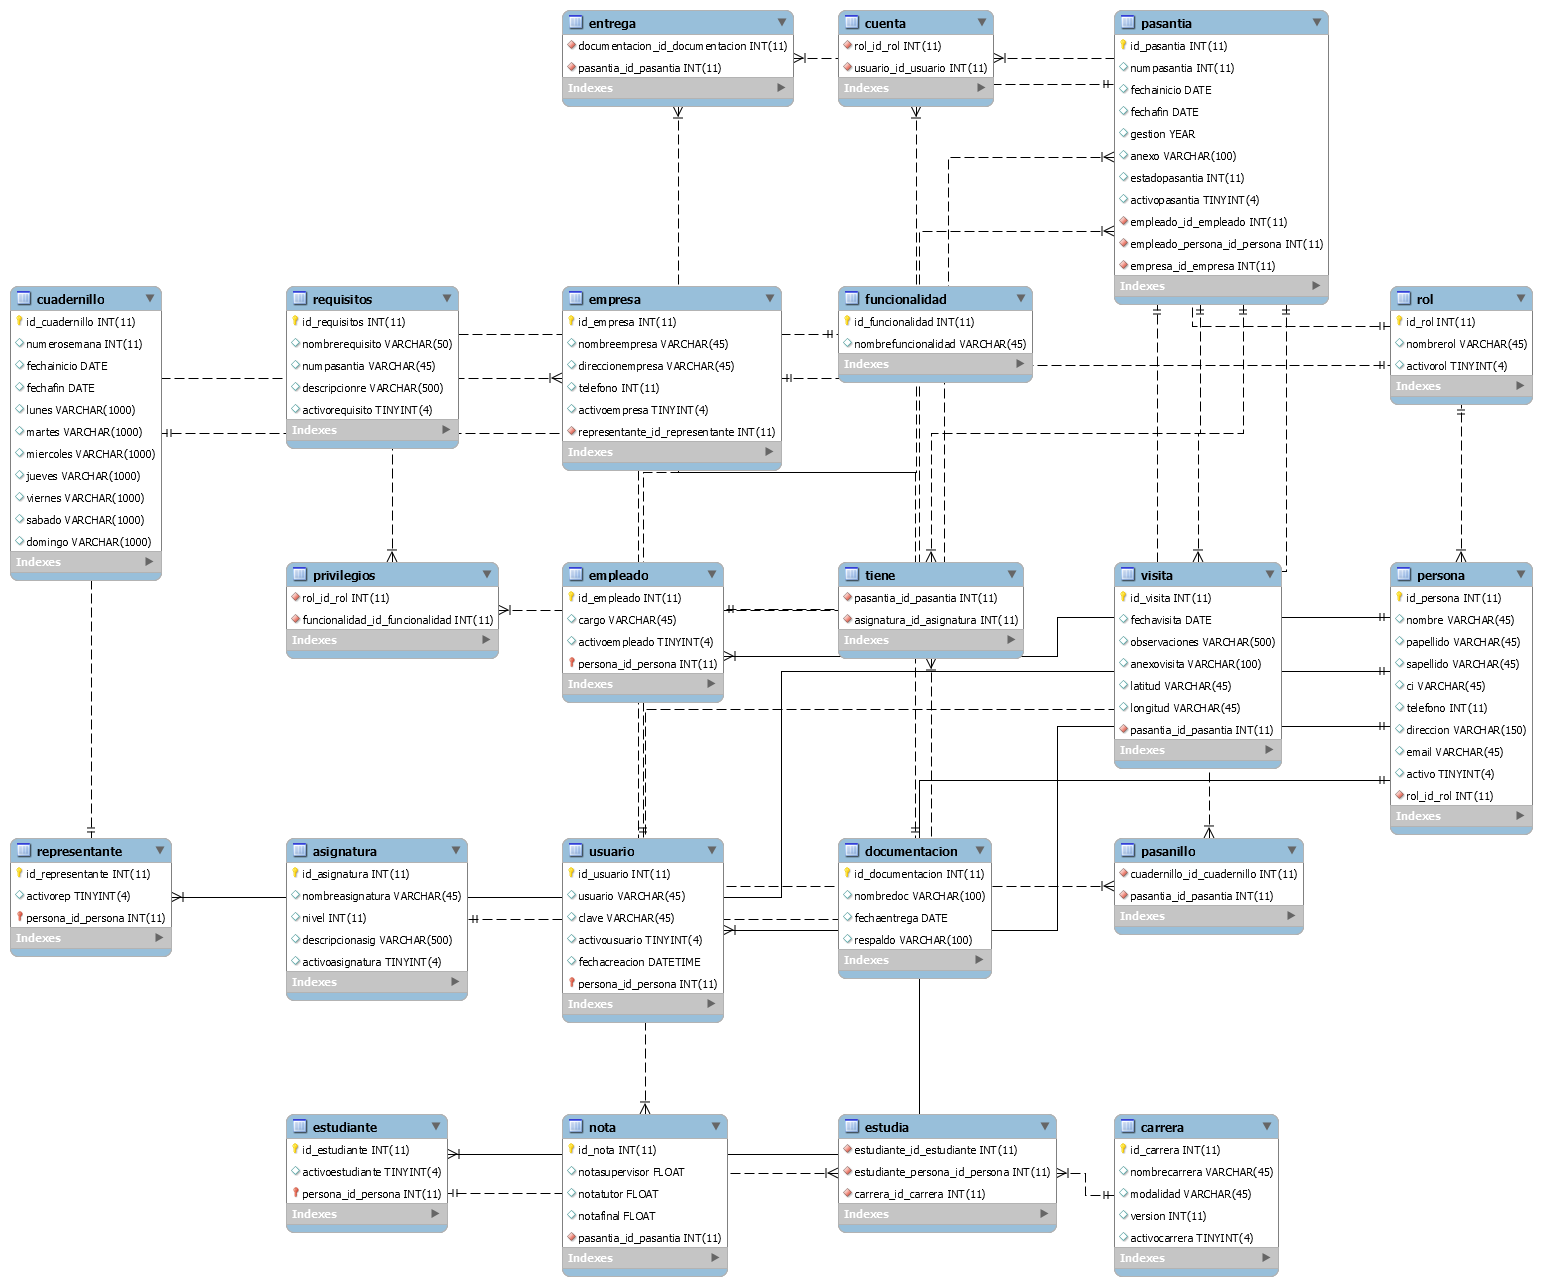 entrega
documentacion_id_documentacion INT(11)
pasantia_id_pasantia INT(11)
Indexes
cuenta
rol_id_rol INT(11)
usuario_id_usuario INT(11)
Indexes
pasantia
id_pasantia INT(11)
numpasantia INT(11)
fechainicio DATE
fechafin DATE
gestion YEAR
anexo VARCHAR(100)
estadopasantia INT(11)
activopasantia TINYINT(4)
empleado_id_empleado INT(11)
empleado_persona_id_persona INT(11)
empresa_id_empresa INT(11)
Indexes
cuadernillo
id_cuadernillo INT(11)
numerosemana INT(11)
fechainicio DATE
fechafin DATE
lunes VARCHAR(1000)
martes VARCHAR(1000)
miercoles VARCHAR(1000)
jueves VARCHAR(1000)
viernes VARCHAR(1000)
sabado VARCHAR(1000)
domingo VARCHAR(1000)
Indexes
requisitos
id_requisitos INT(11)
nombrerequisito VARCHAR(50)
numpasantia VARCHAR(45)
descripcionre VARCHAR(500)
activorequisito TINYINT(4)
Indexes
empresa
id_empresa INT(11)
nombreempresa VARCHAR(45)
direccionempresa VARCHAR(45)
telefono INT(11)
activoempresa TINYINT(4)
representante_id_representante INT(11)
Indexes
funcionalidad
id_funcionalidad INT(11)
nombrefuncionalidad VARCHAR(45)
Indexes
rol
id_rol INT(11)
nombrerol VARCHAR(45)
activorol TINYINT(4)
Indexes
privilegios
rol_id_rol INT(11)
funcionalidad_id_funcionalidad INT(11)
Indexes
empleado
id_empleado INT(11)
cargo VARCHAR(45)
activoempleado TINYINT(4)
persona_id_persona INT(11)
Indexes
tiene
pasantia_id_pasantia INT(11)
asignatura_id_asignatura INT(11)
Indexes
visita
id_visita INT(11)
fechavisita DATE
observaciones VARCHAR(500)
anexovisita VARCHAR(100)
latitud VARCHAR(45)
longitud VARCHAR(45)
pasantia_id_pasantia INT(11)
Indexes
persona
id_persona INT(11)
nombre VARCHAR(45)
papellido VARCHAR(45)
sapellido VARCHAR(45)
ci VARCHAR(45)
telefono INT(11)
direccion VARCHAR(150)
email VARCHAR(45)
activo TINYINT(4)
rol_id_rol INT(11)
Indexes
representante
id_representante INT(11)
activorep TINYINT(4)
persona_id_persona INT(11)
Indexes
asignatura
id_asignatura INT(11)
nombreasignatura VARCHAR(45)
nivel INT(11)
descripcionasig VARCHAR(500)
activoasignatura TINYINT(4)
Indexes
usuario
id_usuario INT(11)
usuario VARCHAR(45)
clave VARCHAR(45)
activousuario TINYINT(4)
fechacreacion DATETIME
persona_id_persona INT(11)
Indexes
documentacion
id_documentacion INT(11)
nombredoc VARCHAR(100)
fechaentrega DATE
respaldo VARCHAR(100)
Indexes
pasanillo
cuadernillo_id_cuadernillo INT(11)
pasantia_id_pasantia INT(11)
Indexes
estudiante
id_estudiante INT(11)
activoestudiante TINYINT(4)
persona_id_persona INT(11)
Indexes
nota
id_nota INT(11)
notasupervisor FLOAT
notatutor FLOAT
notafinal FLOAT
pasantia_id_pasantia INT(11)
Indexes
estudia
estudiante_id_estudiante INT(11)
estudiante_persona_id_persona INT(11)
carrera_id_carrera INT(11)
Indexes
carrera
id_carrera INT(11)
nombrecarrera VARCHAR(45)
modalidad VARCHAR(45)
version INT(11)
activocarrera TINYINT(4)
Indexes